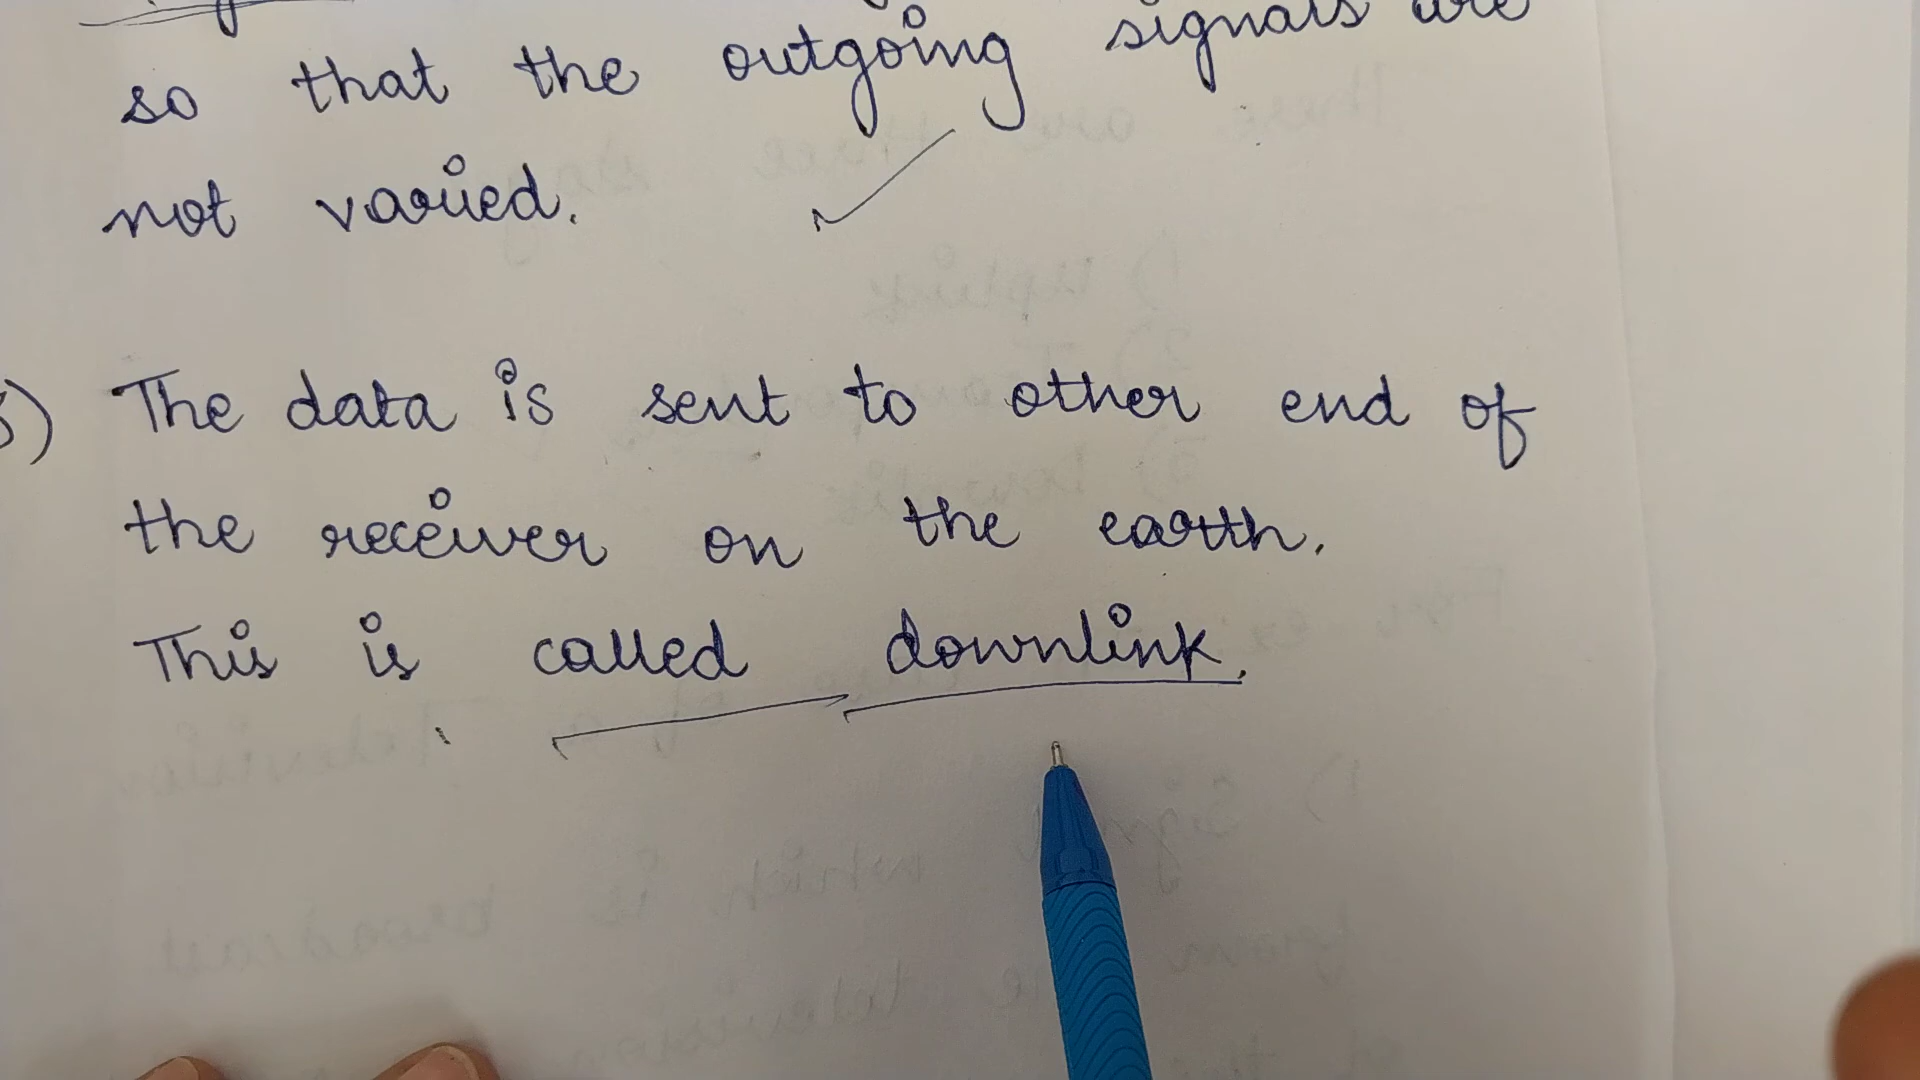 so that the outgoing signals are
not varied.
) The data is sent to other end of
the receiver on the earth.
This is called downlink.